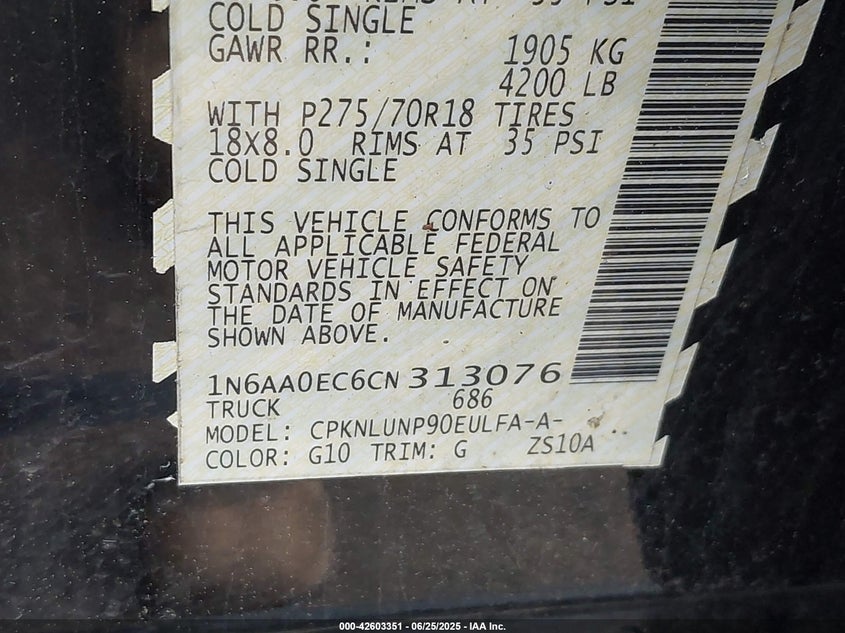 COLD SINGLE
GAWR RR.: 1905 KG
4200 LB
WITH P275/70R18 TIRES
18X8.0 RIMS AT 35 PSI
COLD SINGLE
THIS VEHICLE CONFORMS TO
ALL APPLICABLE FEDERAL
MOTOR VEHICLE SAFETY
STANDARDS IN EFFECT ON
THE DATE OF MANUFACTURE
SHOWN ABOVE.
1N6AA0EC6CN313076
TRUCK 686
MODEL: CPKNLUNP90EULFA-A-
COLOR: G10 TRIM: G ZS10A
000-42603351 | 06/25/2025 - IAA Inc.